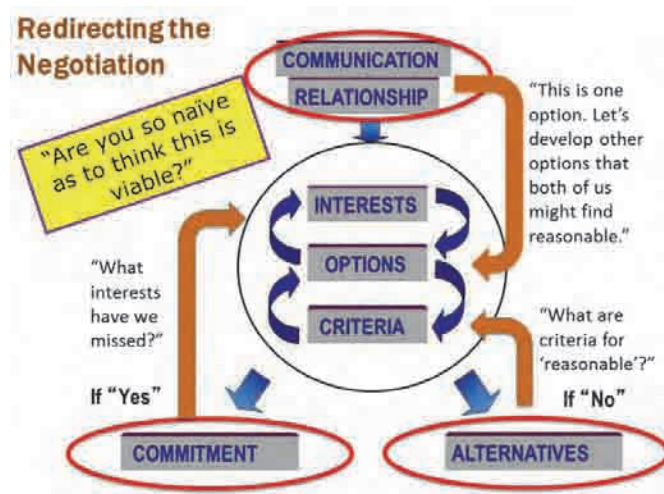 Redirecting the
Negotiation
COMMUNICATION
RELATIONSHIP
“Are you so naïve
as to think this is
viable?”
“This is one
option. Let’s
develop other
options that
both of us
might find
reasonable.”
INTERESTS
OPTIONS
CRITERIA
“What
interests
have we
missed?”
“What are
criteria for
‘reasonable’?”
If “Yes”
If “No”
COMMITMENT
ALTERNATIVES